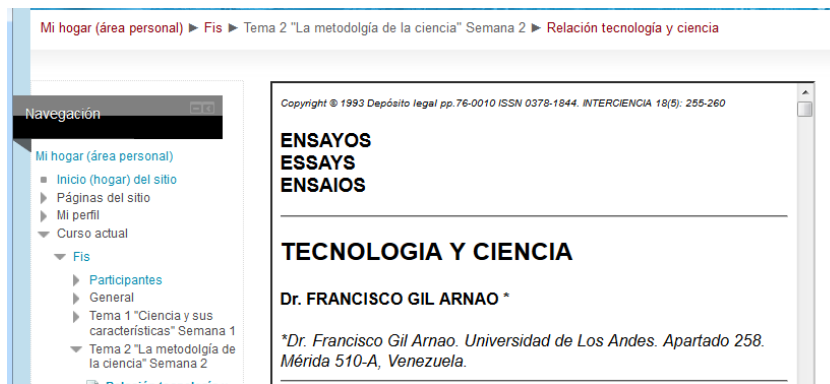 Mi hogar (área personal) ► Fis ► Tema 2 "La metodolgía de la ciencia" Semana 2 ► Relación tecnología y ciencia
Navegación
Mi hogar (área personal)
Inicio (hogar) del sitio
Páginas del sitio
Mi perfil
Curso actual
Fis
Participantes
General
Tema 1 "Ciencia y sus
características" Semana 1
Tema 2 "La metodolgía de
la ciencia" Semana 2
Copyright © 1993 Depósito legal pp.76-0010 ISSN 0378-1844. INTERCIENCIA 18(5): 255-260
ENSAYOS
ESSAYS
ENSAIOS
TECNOLOGIA Y CIENCIA
Dr. FRANCISCO GIL ARNAO *
*Dr. Francisco Gil Arnao. Universidad de Los Andes. Apartado 258.
Mérida 510-A, Venezuela.